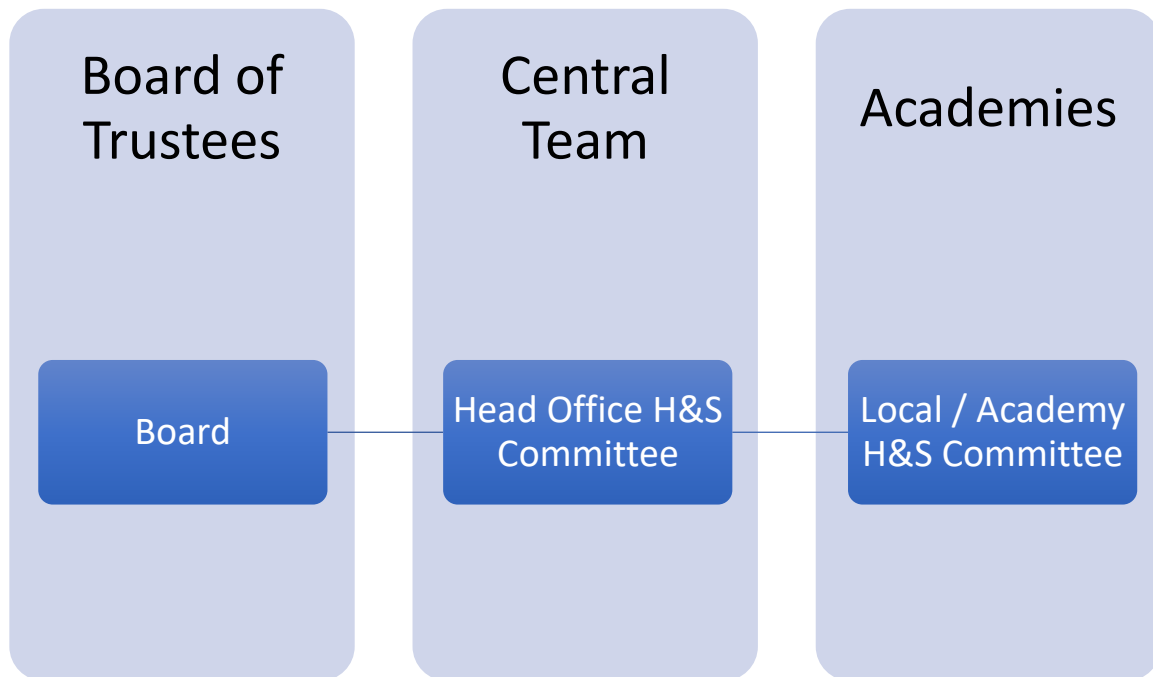 Board of
Trustees
Central
Team
Academies
Board
Head Office H&S
Committee
Local / Academy
H&S Committee